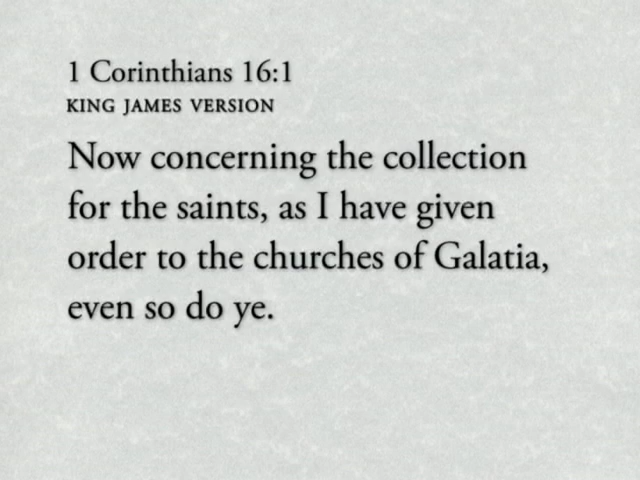 1 Corinthians 16:1
KING JAMES VERSION
Now concerning the collection
for the saints, as I have given
order to the churches of Galatia,
even so do ye.